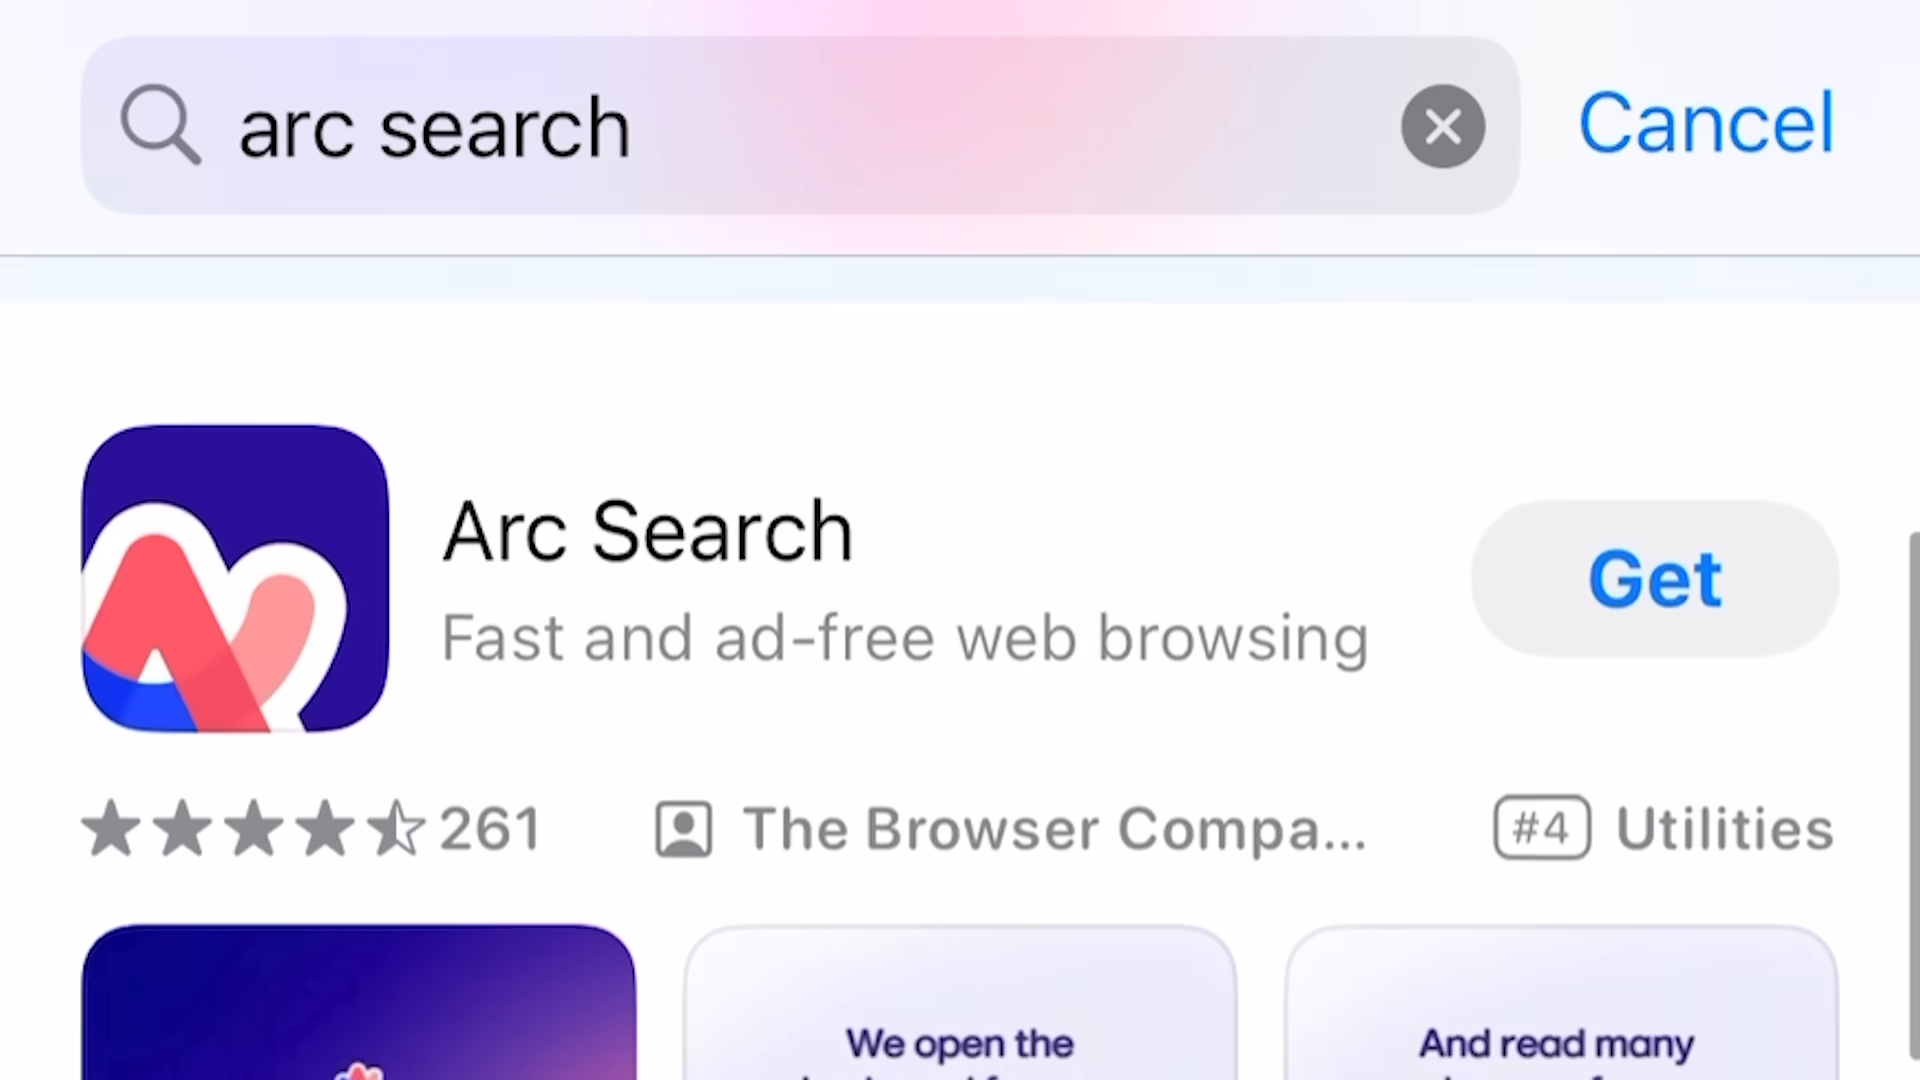 arc search
Cancel
Arc Search
Get
Fast and ad-free web browsing
261
The Browser Compa...
#4
Utilities
We open the
And read many